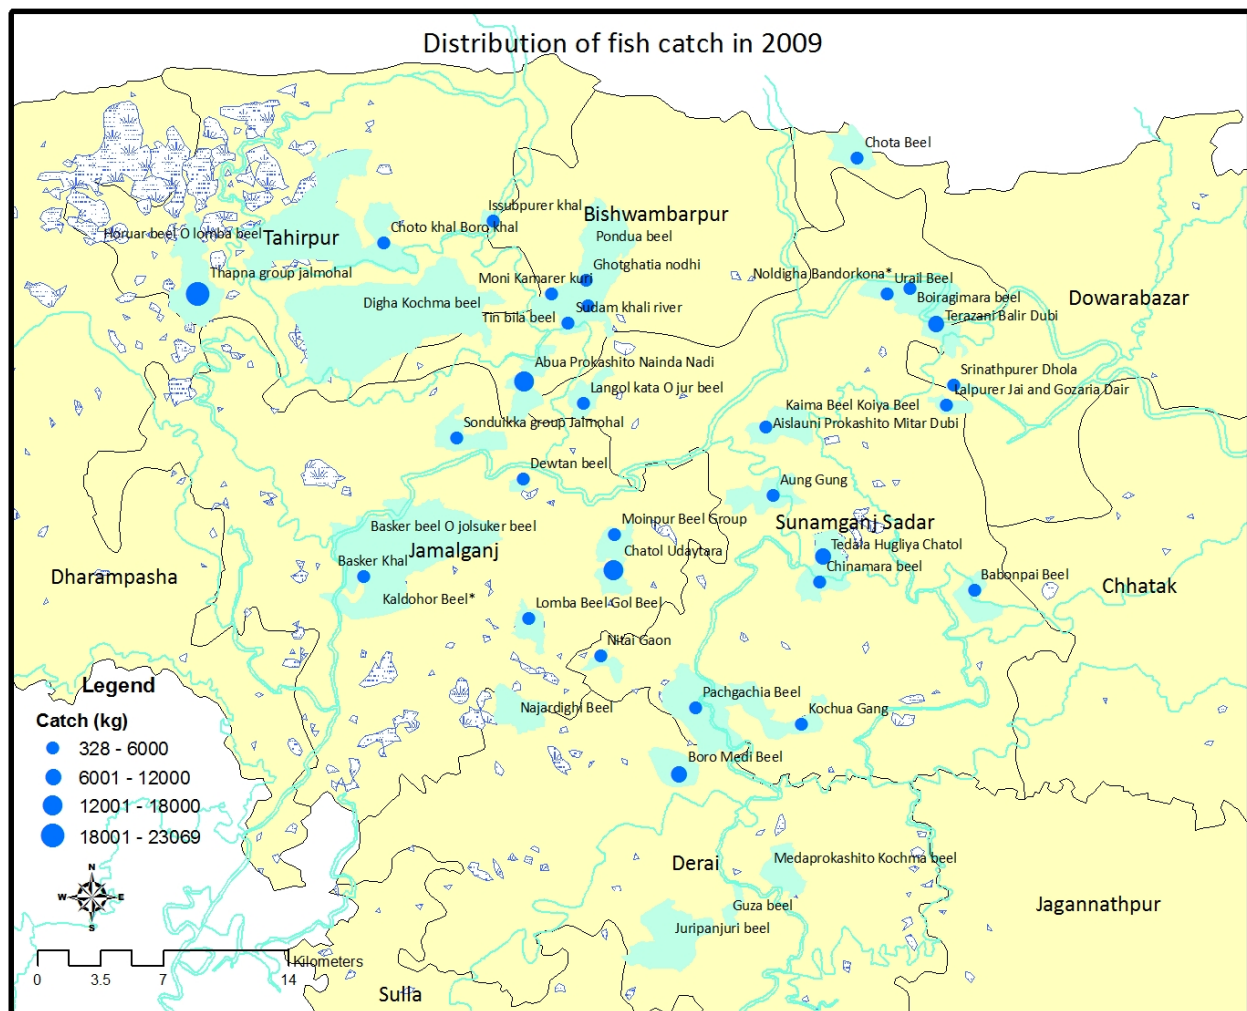 Distribution of fish catch in 2009
Chota Beel
Issubpurer khal
Bishwambarpur
Choto khal Boro khal
Horuar beel O lomba beel
Tahirpur
Pondua beel
Ghotghatia nodhi
Thapna group jalmohal
Moni Kamarer kuri
Noldigha Bandorkona*
Urail Beel
Boiragimara beel
Dowarabazar
Digha Kochma beel
Sudam khali river
Tin bila beel
Terazani Balir Dubi
Abua Prokashito Nainda Nadi
Srinathpurer Dhola
Langol kata O jur beel
Lalpurer Jai and Gozaria Dair
Kaima Beel Koiya Beel
Sondulkka group Jalmohal
Aislauni Prokashito Mitar Dubi
Dewtan beel
Aung Gung
Basker beel O jolsuker beel
Moinpur Beel Group
Sunamganj Sadar
Jamalganj
Chatol Udaytara
Tedala Hugliya Chatol
Basker Khal
Chinamara beel
Dharampasha
Babonpai Beel
Chhatak
Kaldohor Beel*
Lomba Beel Gol Beel
Nitai Gaon
Pachgachia Beel
Najardighi Beel
Kochua Gang
Boro Medi Beel
Derai
Medaprokashito Kochma beel
Guza beel
Jagannathpur
Juripanjuri beel
Sulla
Legend
Catch (kg)
328 - 6000
6001 - 12000
12001 - 18000
18001 - 23069
N
W E
S
Kilometers
0 3.5 7 14